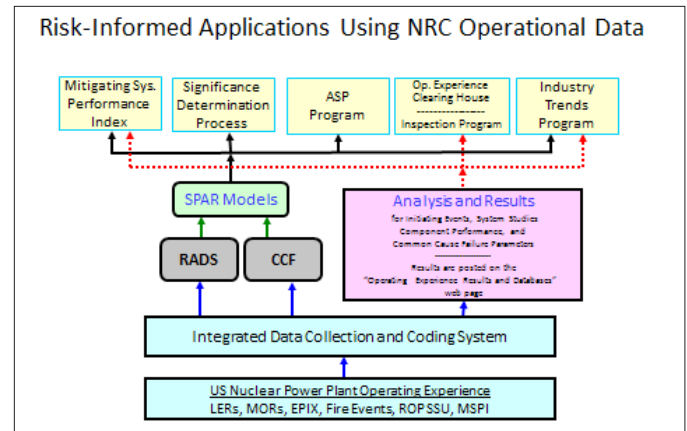 Risk-Informed Applications Using NRC Operational Data
Mitigating Sys.
Performance
Index
Significance
Determination
Process
ASP
Program
Op. Experience
Clearing House
----------------
Inspection Program
Industry
Trends
Program
SPAR Models
Analysis and Results
for Initiating Events, System Studies
Component Performance, and
Common Cause Failure Parameters
----------------
Results are posted on the
"Operating Experience Results and Databases"
web page
RADS
CCF
Integrated Data Collection and Coding System
US Nuclear Power Plant Operating Experience
LERs, MORs, EPIX, Fire Events, ROP SSU, MSPI